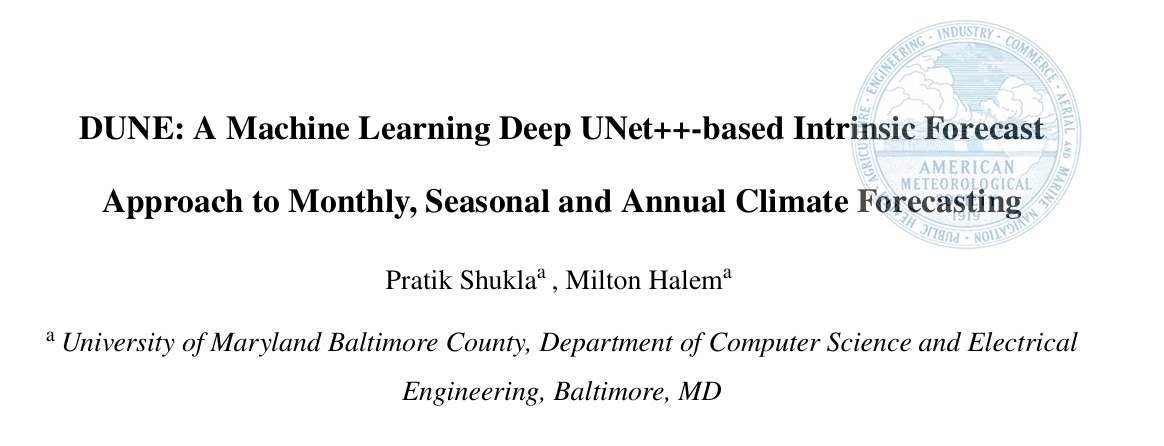 DUNE: A Machine Learning Deep UNet++-based Intrinsic Forecast
Approach to Monthly, Seasonal and Annual Climate Forecasting
Pratik Shukla^a , Milton Halem^a
^a University of Maryland Baltimore County, Department of Computer Science and Electrical
Engineering, Baltimore, MD
AGRICULTURE · ENGINEERING · INDUSTRY · COMMERCE · AERIAL AND MARINE NAVIGATION · PUBLIC HEALTH
AMERICAN
METEOROLOGICAL
1919